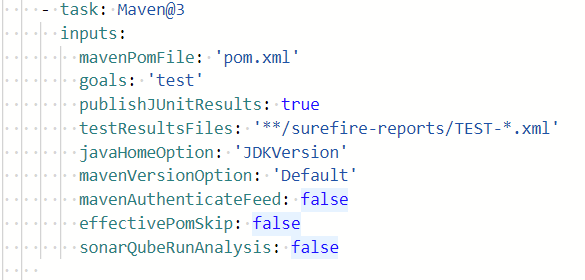 - task: Maven@3
inputs:
mavenPomFile: 'pom.xml'
goals: 'test'
publishJUnitResults: true
testResultsFiles: '**/surefire-reports/TEST-*.xml'
javaHomeOption: 'JDKVersion'
mavenVersionOption: 'Default'
mavenAuthenticateFeed: false
effectivePomSkip: false
sonarQubeRunAnalysis: false